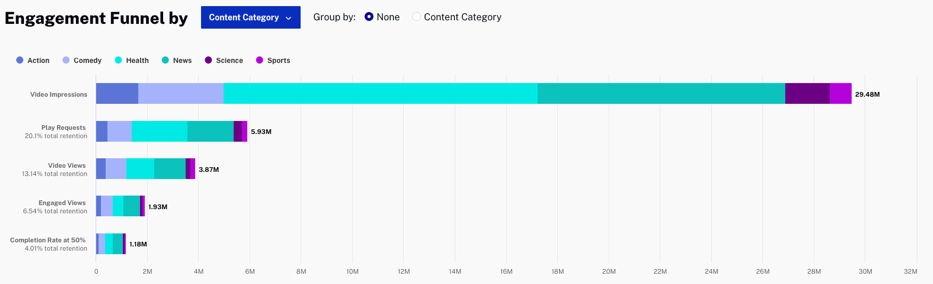 Engagement Funnel by
Content Category
Group by: None Content Category
Action Comedy Health News Science Sports
Video Impressions
29.48M
Play Requests
20.1% total retention
5.93M
Video Views
13.14% total retention
3.87M
Engaged Views
6.54% total retention
1.93M
Completion Rate at 50%
4.01% total retention
1.18M
0 2M 4M 6M 8M 10M 12M 14M 16M 18M 20M 22M 24M 26M 28M 30M 32M